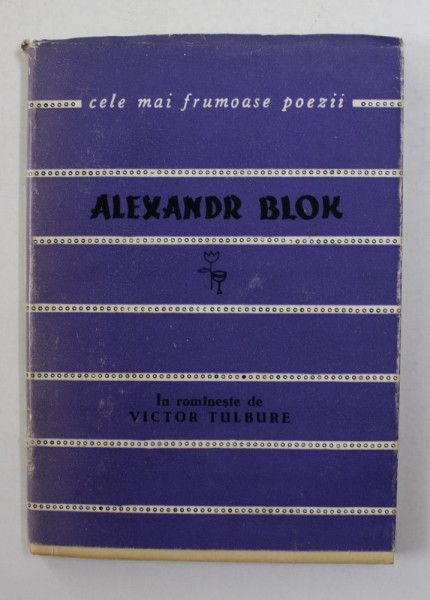 cele mai frumoase poezii
ALEXANDR BLOK
În romînește de
VICTOR TULBURE